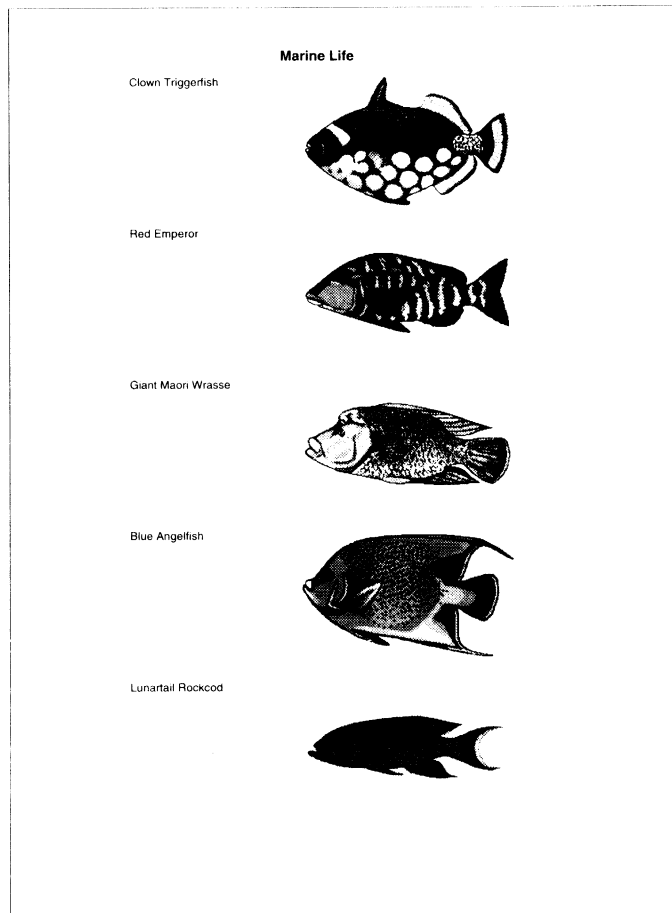 Marine Life
Clown Triggerfish
Red Emperor
Giant Maori Wrasse
Blue Angelfish
Lunartail Rockcod